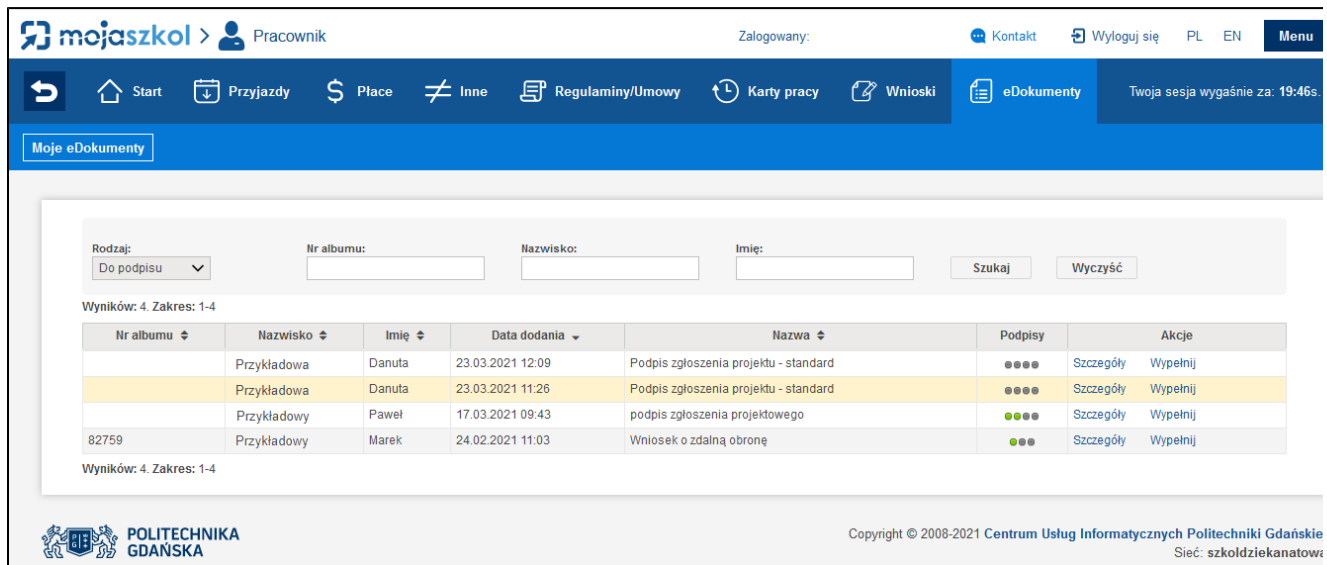 mojaszkol > Pracownik Zalogowany: Kontakt Wyloguj się PL EN Menu
Start Przyjazdy Płace Inne Regulaminy/Umowy Karty pracy Wnioski eDokumenty Twoja sesja wygaśnie za: 19:46s.
Moje eDokumenty
Rodzaj: Nr albumu: Nazwisko: Imię:
Do podpisu Szukaj Wyczyść
Wyników: 4. Zakres: 1-4
Nr albumu Nazwisko Imię Data dodania Nazwa Podpisy Akcje
Przykładowa Danuta 23.03.2021 12:09 Podpis zgłoszenia projektu - standard Szczegóły Wypełnij
Przykładowa Danuta 23.03.2021 11:26 Podpis zgłoszenia projektu - standard Szczegóły Wypełnij
Przykładowy Paweł 17.03.2021 09:43 podpis zgłoszenia projektowego Szczegóły Wypełnij
82759 Przykładowy Marek 24.02.2021 11:03 Wniosek o zdalną obronę Szczegóły Wypełnij
Wyników: 4. Zakres: 1-4
POLITECHNIKA
GDAŃSKA
Copyright © 2008-2021 Centrum Usług Informatycznych Politechniki Gdańskie
Sieć: szkoldziekanatowa